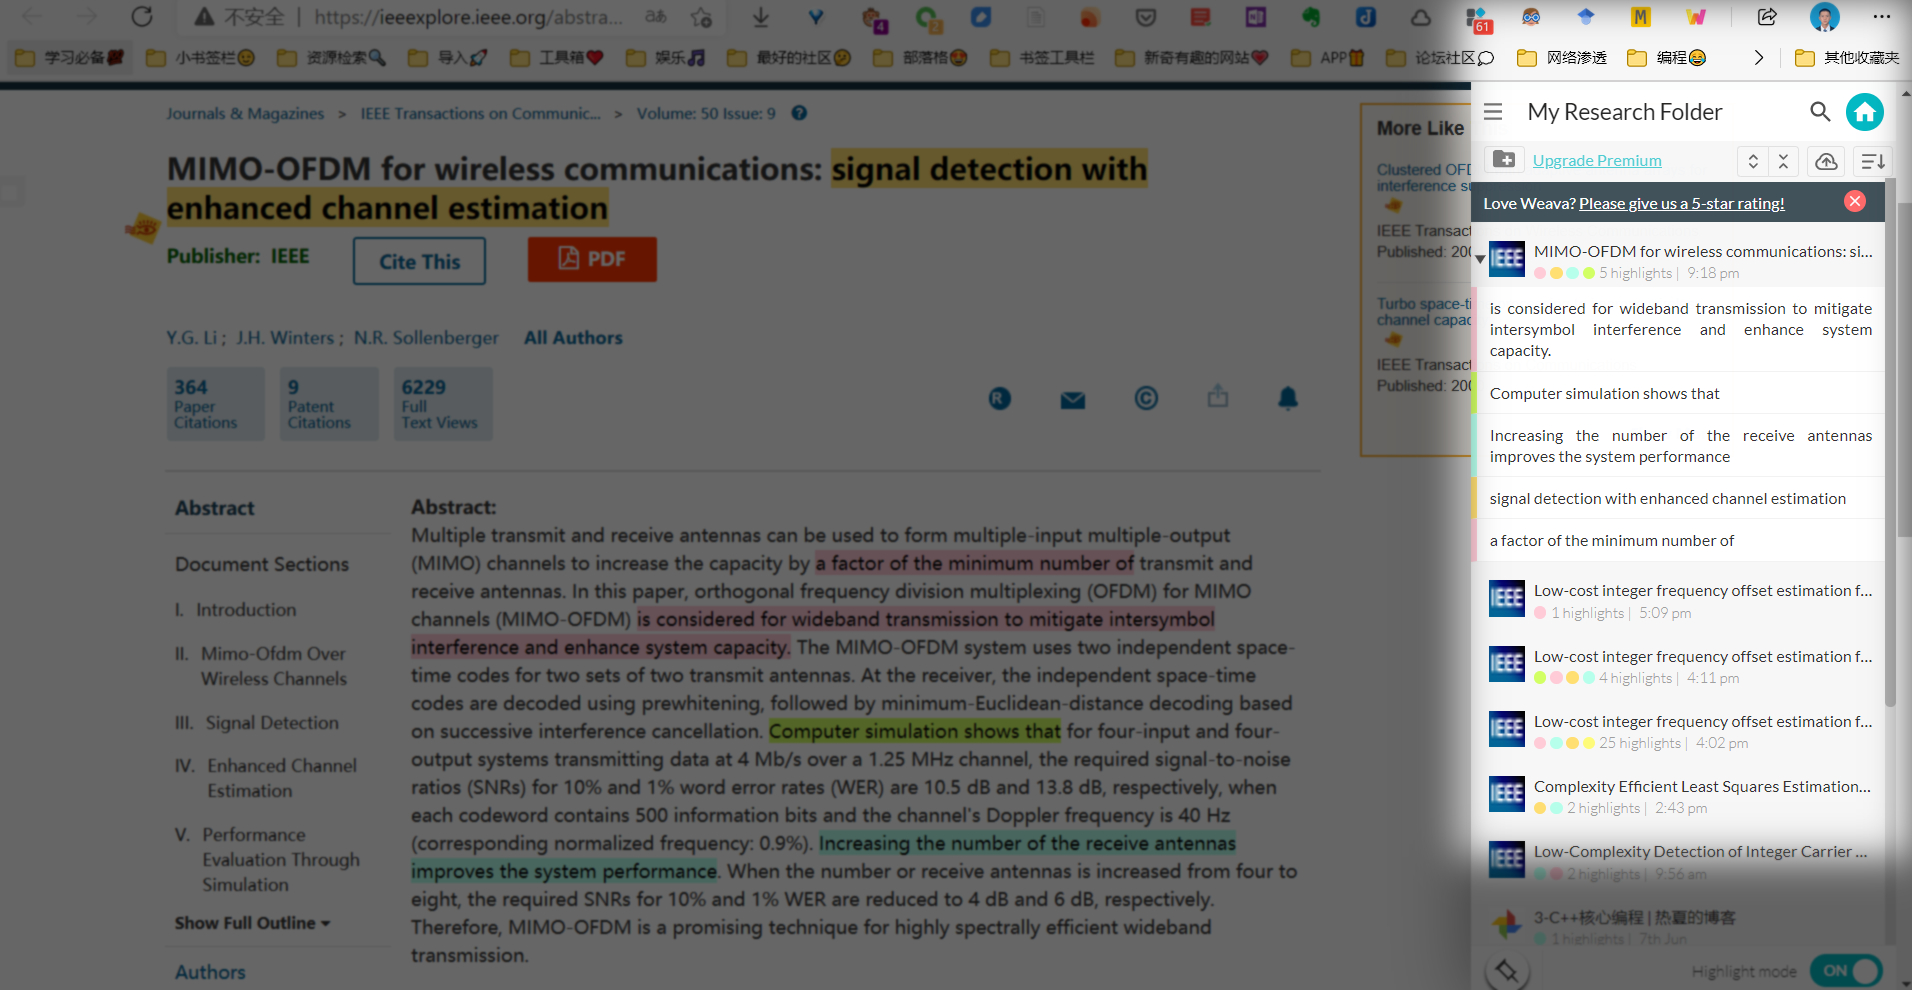 不安全 | https://ieeexplore.ieee.org/abstra...
61
学习必备 小书签栏 资源检索 导入 工具箱 娱乐 最好的社区 部落格 书签工具栏 新奇有趣的网站 APP 论坛社区 网络渗透 编程 其他收藏夹
Journals & Magazines > IEEE Transactions on Communic... > Volume: 50 Issue: 9
MIMO-OFDM for wireless communications: signal detection with
enhanced channel estimation
Publisher: IEEE
Cite This
PDF
Y.G. Li ; J.H. Winters ; N.R. Sollenberger All Authors
364
Paper
Citations
9
Patent
Citations
6229
Full
Text Views
Abstract
Document Sections
I. Introduction
II. Mimo-Ofdm Over
Wireless Channels
III. Signal Detection
IV. Enhanced Channel
Estimation
V. Performance
Evaluation Through
Simulation
Show Full Outline
Authors
Abstract:
Multiple transmit and receive antennas can be used to form multiple-input multiple-output
(MIMO) channels to increase the capacity by a factor of the minimum number of transmit and
receive antennas. In this paper, orthogonal frequency division multiplexing (OFDM) for MIMO
channels (MIMO-OFDM) is considered for wideband transmission to mitigate intersymbol
interference and enhance system capacity. The MIMO-OFDM system uses two independent space-
time codes for two sets of two transmit antennas. At the receiver, the independent space-time
codes are decoded using prewhitening, followed by minimum-Euclidean-distance decoding based
on successive interference cancellation. Computer simulation shows that for four-input and four-
output systems transmitting data at 4 Mb/s over a 1.25 MHz channel, the required signal-to-noise
ratios (SNRs) for 10% and 1% word error rates (WER) are 10.5 dB and 13.8 dB, respectively, when
each codeword contains 500 information bits and the channel's Doppler frequency is 40 Hz
(corresponding normalized frequency: 0.9%). Increasing the number of the receive antennas
improves the system performance. When the number or receive antennas is increased from four to
eight, the required SNRs for 10% and 1% WER are reduced to 4 dB and 6 dB, respectively.
Therefore, MIMO-OFDM is a promising technique for highly spectrally efficient wideband
transmission.
More Like
Clustered OFD
interference su
IEEE Transact
Published: 200
Turbo space-ti
channel capac
IEEE Transact
Published: 200
My Research Folder
Upgrade Premium
Love Weava? Please give us a 5-star rating!
IEEE MIMO-OFDM for wireless communications: si...
5 highlights | 9:18 pm
is considered for wideband transmission to mitigate
intersymbol interference and enhance system
capacity.
Computer simulation shows that
Increasing the number of the receive antennas
improves the system performance
signal detection with enhanced channel estimation
a factor of the minimum number of
IEEE Low-cost integer frequency offset estimation f...
1 highlights | 5:09 pm
IEEE Low-cost integer frequency offset estimation f...
4 highlights | 4:11 pm
IEEE Low-cost integer frequency offset estimation f...
25 highlights | 4:02 pm
IEEE Complexity Efficient Least Squares Estimation...
2 highlights | 2:43 pm
IEEE Low-Complexity Detection of Integer Carrier ...
2 highlights | 9:56 am
3-C++核心编程 | 热夏的博客
1 highlights | 7th Jun
Highlight mode ON